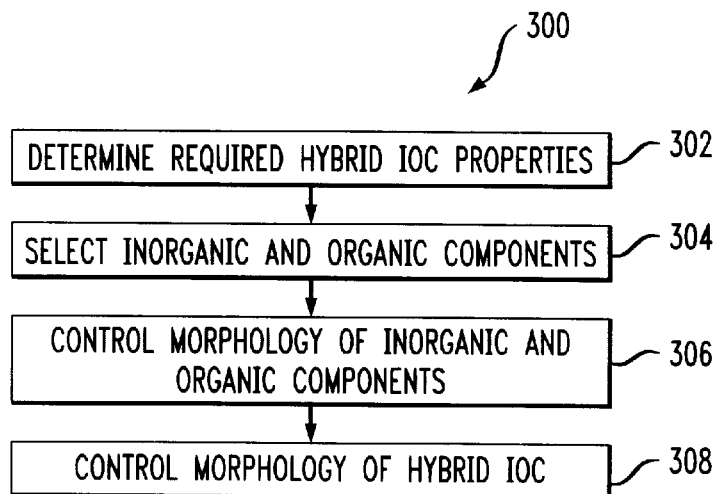 300
DETERMINE REQUIRED HYBRID IOC PROPERTIES
302
SELECT INORGANIC AND ORGANIC COMPONENTS
304
CONTROL MORPHOLOGY OF INORGANIC AND
ORGANIC COMPONENTS
306
CONTROL MORPHOLOGY OF HYBRID IOC
308